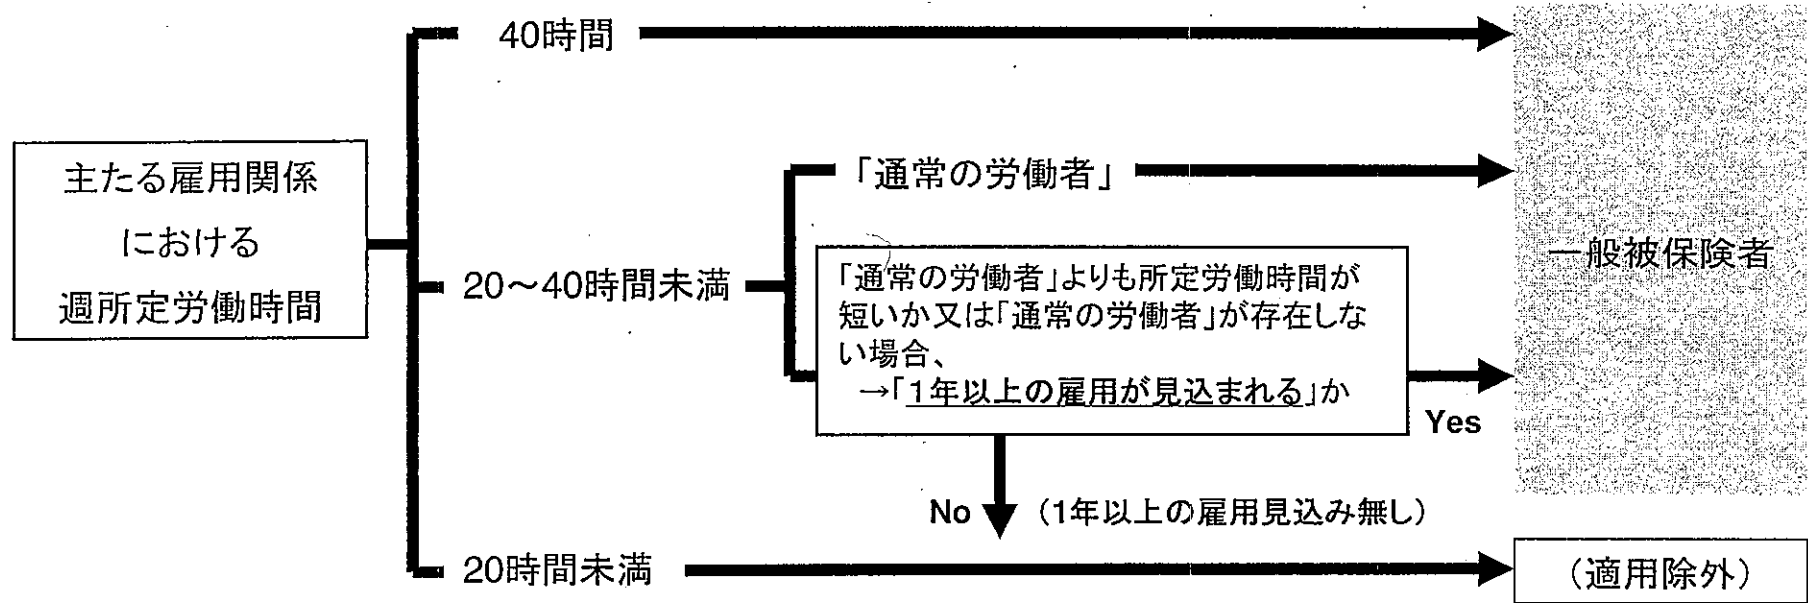 主たる雇用関係
における
週所定労働時間
40時間
20～40時間未満
「通常の労働者」
「通常の労働者」よりも所定労働時間が
短いか又は「通常の労働者」が存在しな
い場合、
→「1年以上の雇用が見込まれる」か
Yes
No
（1年以上の雇用見込み無し）
20時間未満
一般被保険者
（適用除外）